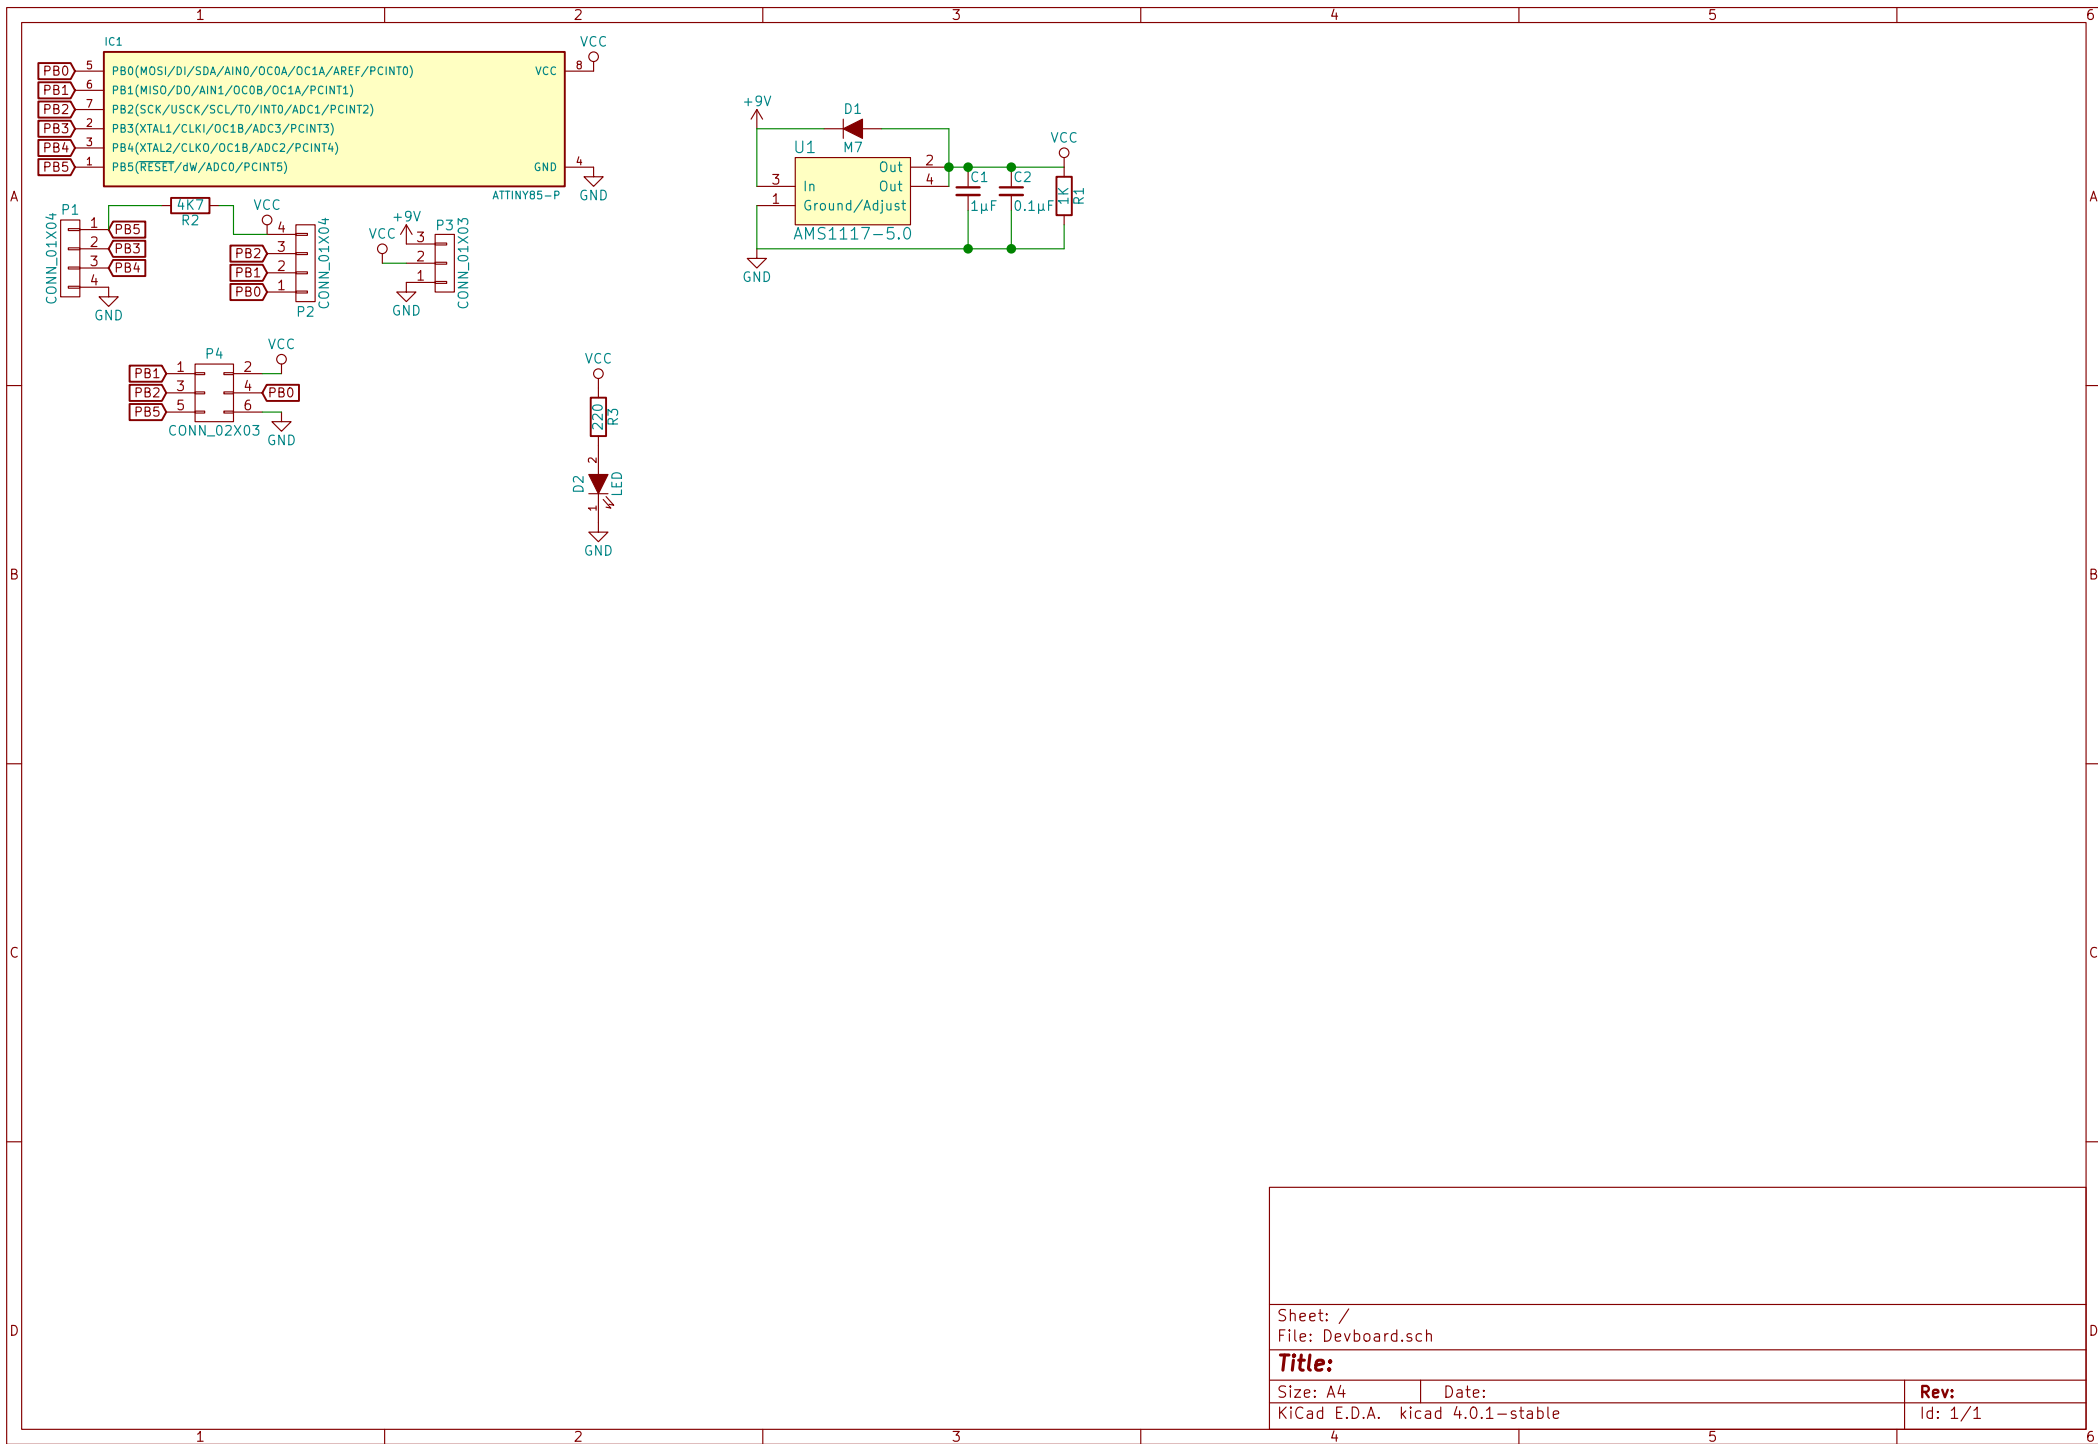 1 2 3 4 5 6
IC1
VCC
PB0 5 PB0(MOSI/DI/SDA/AIN0/OC0A/OC1A/AREF/PCINT0) VCC 8
PB1 6 PB1(MISO/DO/AIN1/OC0B/OC1A/PCINT1)
PB2 7 PB2(SCK/USCK/SCL/T0/INT0/ADC1/PCINT2)
PB3 2 PB3(XTAL1/CLKI/OC1B/ADC3/PCINT3)
PB4 3 PB4(XTAL2/CLKO/OC1B/ADC2/PCINT4)
PB5 1 PB5(RESET/dW/ADC0/PCINT5) GND 4
ATTINY85-P
GND
+9V
D1
M7
U1
Out 2
3 In Out 4
1 Ground/Adjust
AMS1117-5.0
GND
C1
1µF
C2
0.1µF
VCC
1K
R1
A A
P1
CONN_01X04
1 PB5
2 PB3
3 PB4
4
GND
4K7
R2
VCC
4
PB2 3
PB1 2
PB0 1
CONN_01X04
P2
+9V
VCC
P3
3
2
1
CONN_01X03
GND
P4
VCC
PB1 1 2
PB2 3 4 PB0
PB5 5 6
CONN_02X03
GND
VCC
220
R3
2
D2
LED
1
GND
B B
C C
D D
Sheet: /
File: Devboard.sch
Title:
Size: A4 Date: Rev:
KiCad E.D.A. kicad 4.0.1-stable Id: 1/1
1 2 3 4 5 6